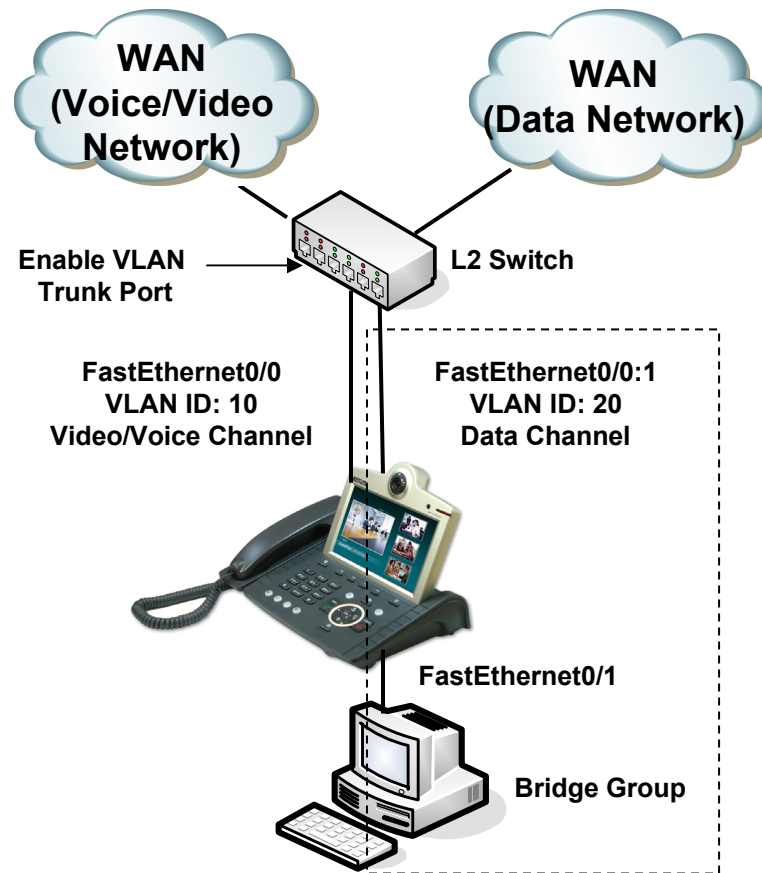 WAN
(Voice/Video
Network)
WAN
(Data Network)
Enable VLAN
Trunk Port
L2 Switch
FastEthernet0/0
VLAN ID: 10
Video/Voice Channel
FastEthernet0/0:1
VLAN ID: 20
Data Channel
FastEthernet0/1
Bridge Group